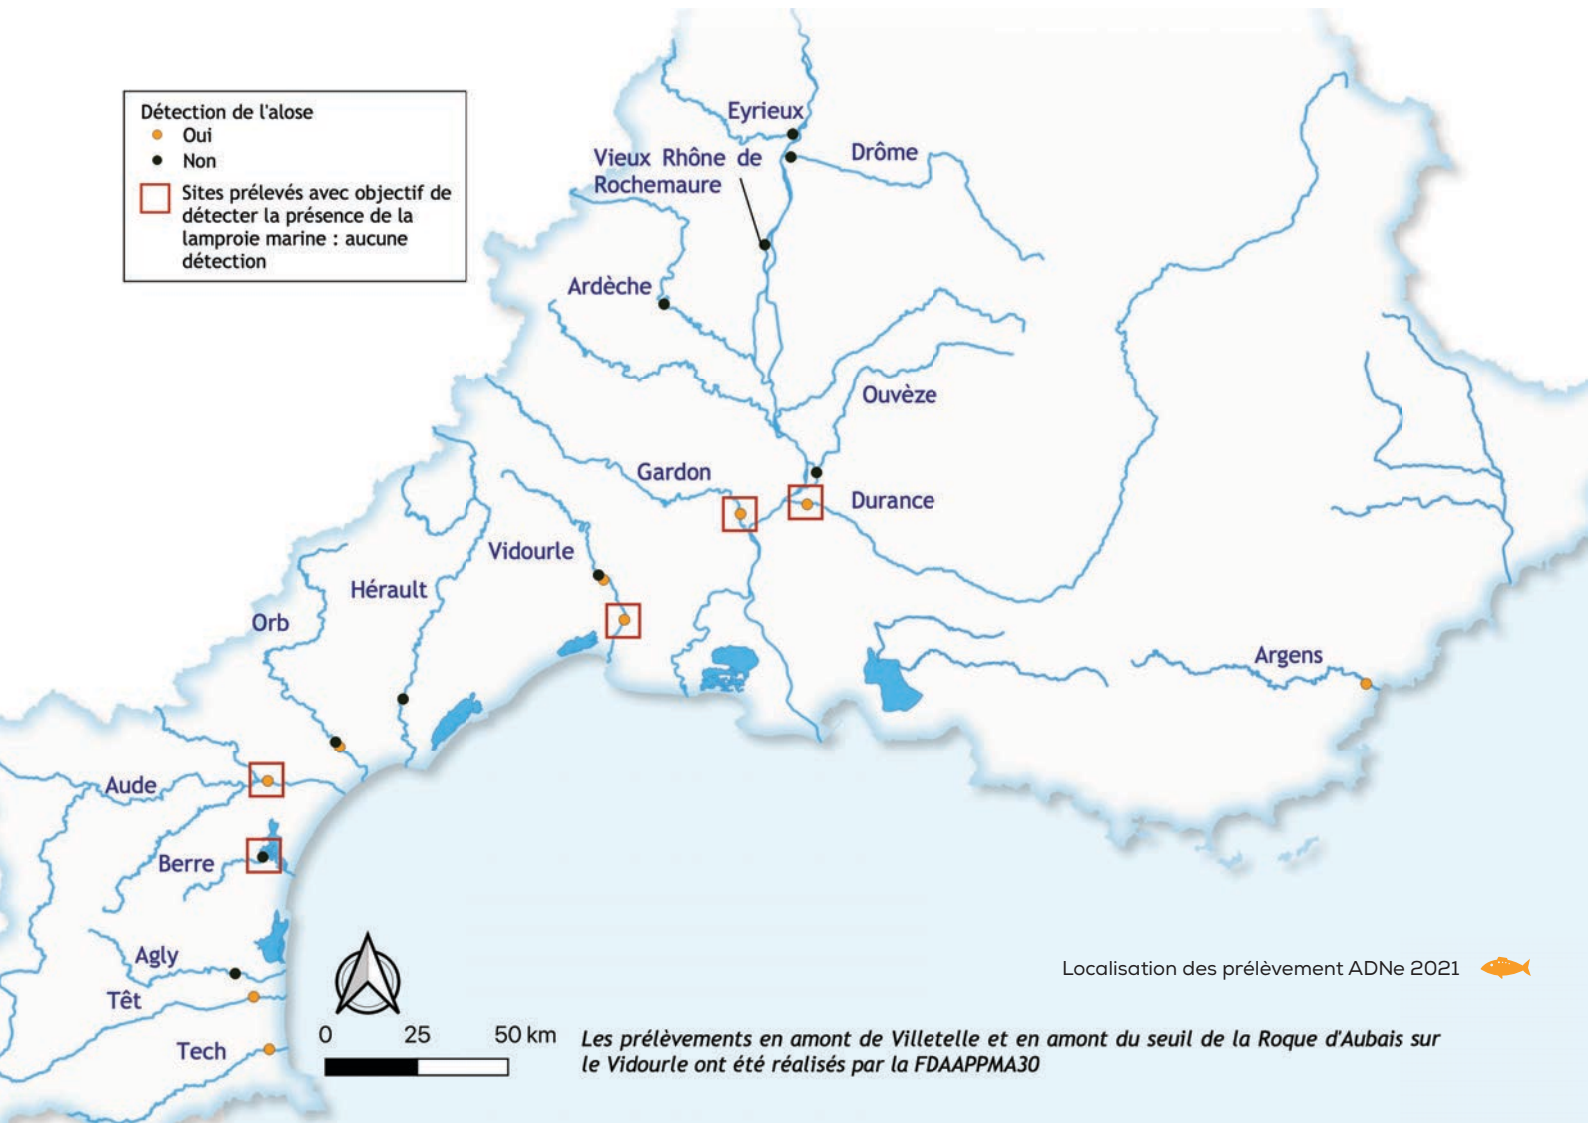 Détection de l'alose
Oui
Non
Sites prélevés avec objectif de
détecter la présence de la
lamproie marine : aucune
détection
Eyrieux
Vieux Rhône de
Rochemaure
Drôme
Ardèche
Ouvèze
Gardon
Durance
Vidourle
Hérault
Orb
Argens
Aude
Berre
Agly
Têt
Tech
Localisation des prélèvement ADNe 2021
0 25 50 km
Les prélèvements en amont de Villetelle et en amont du seuil de la Roque d'Aubais sur
le Vidourle ont été réalisés par la FDAAPPMA30